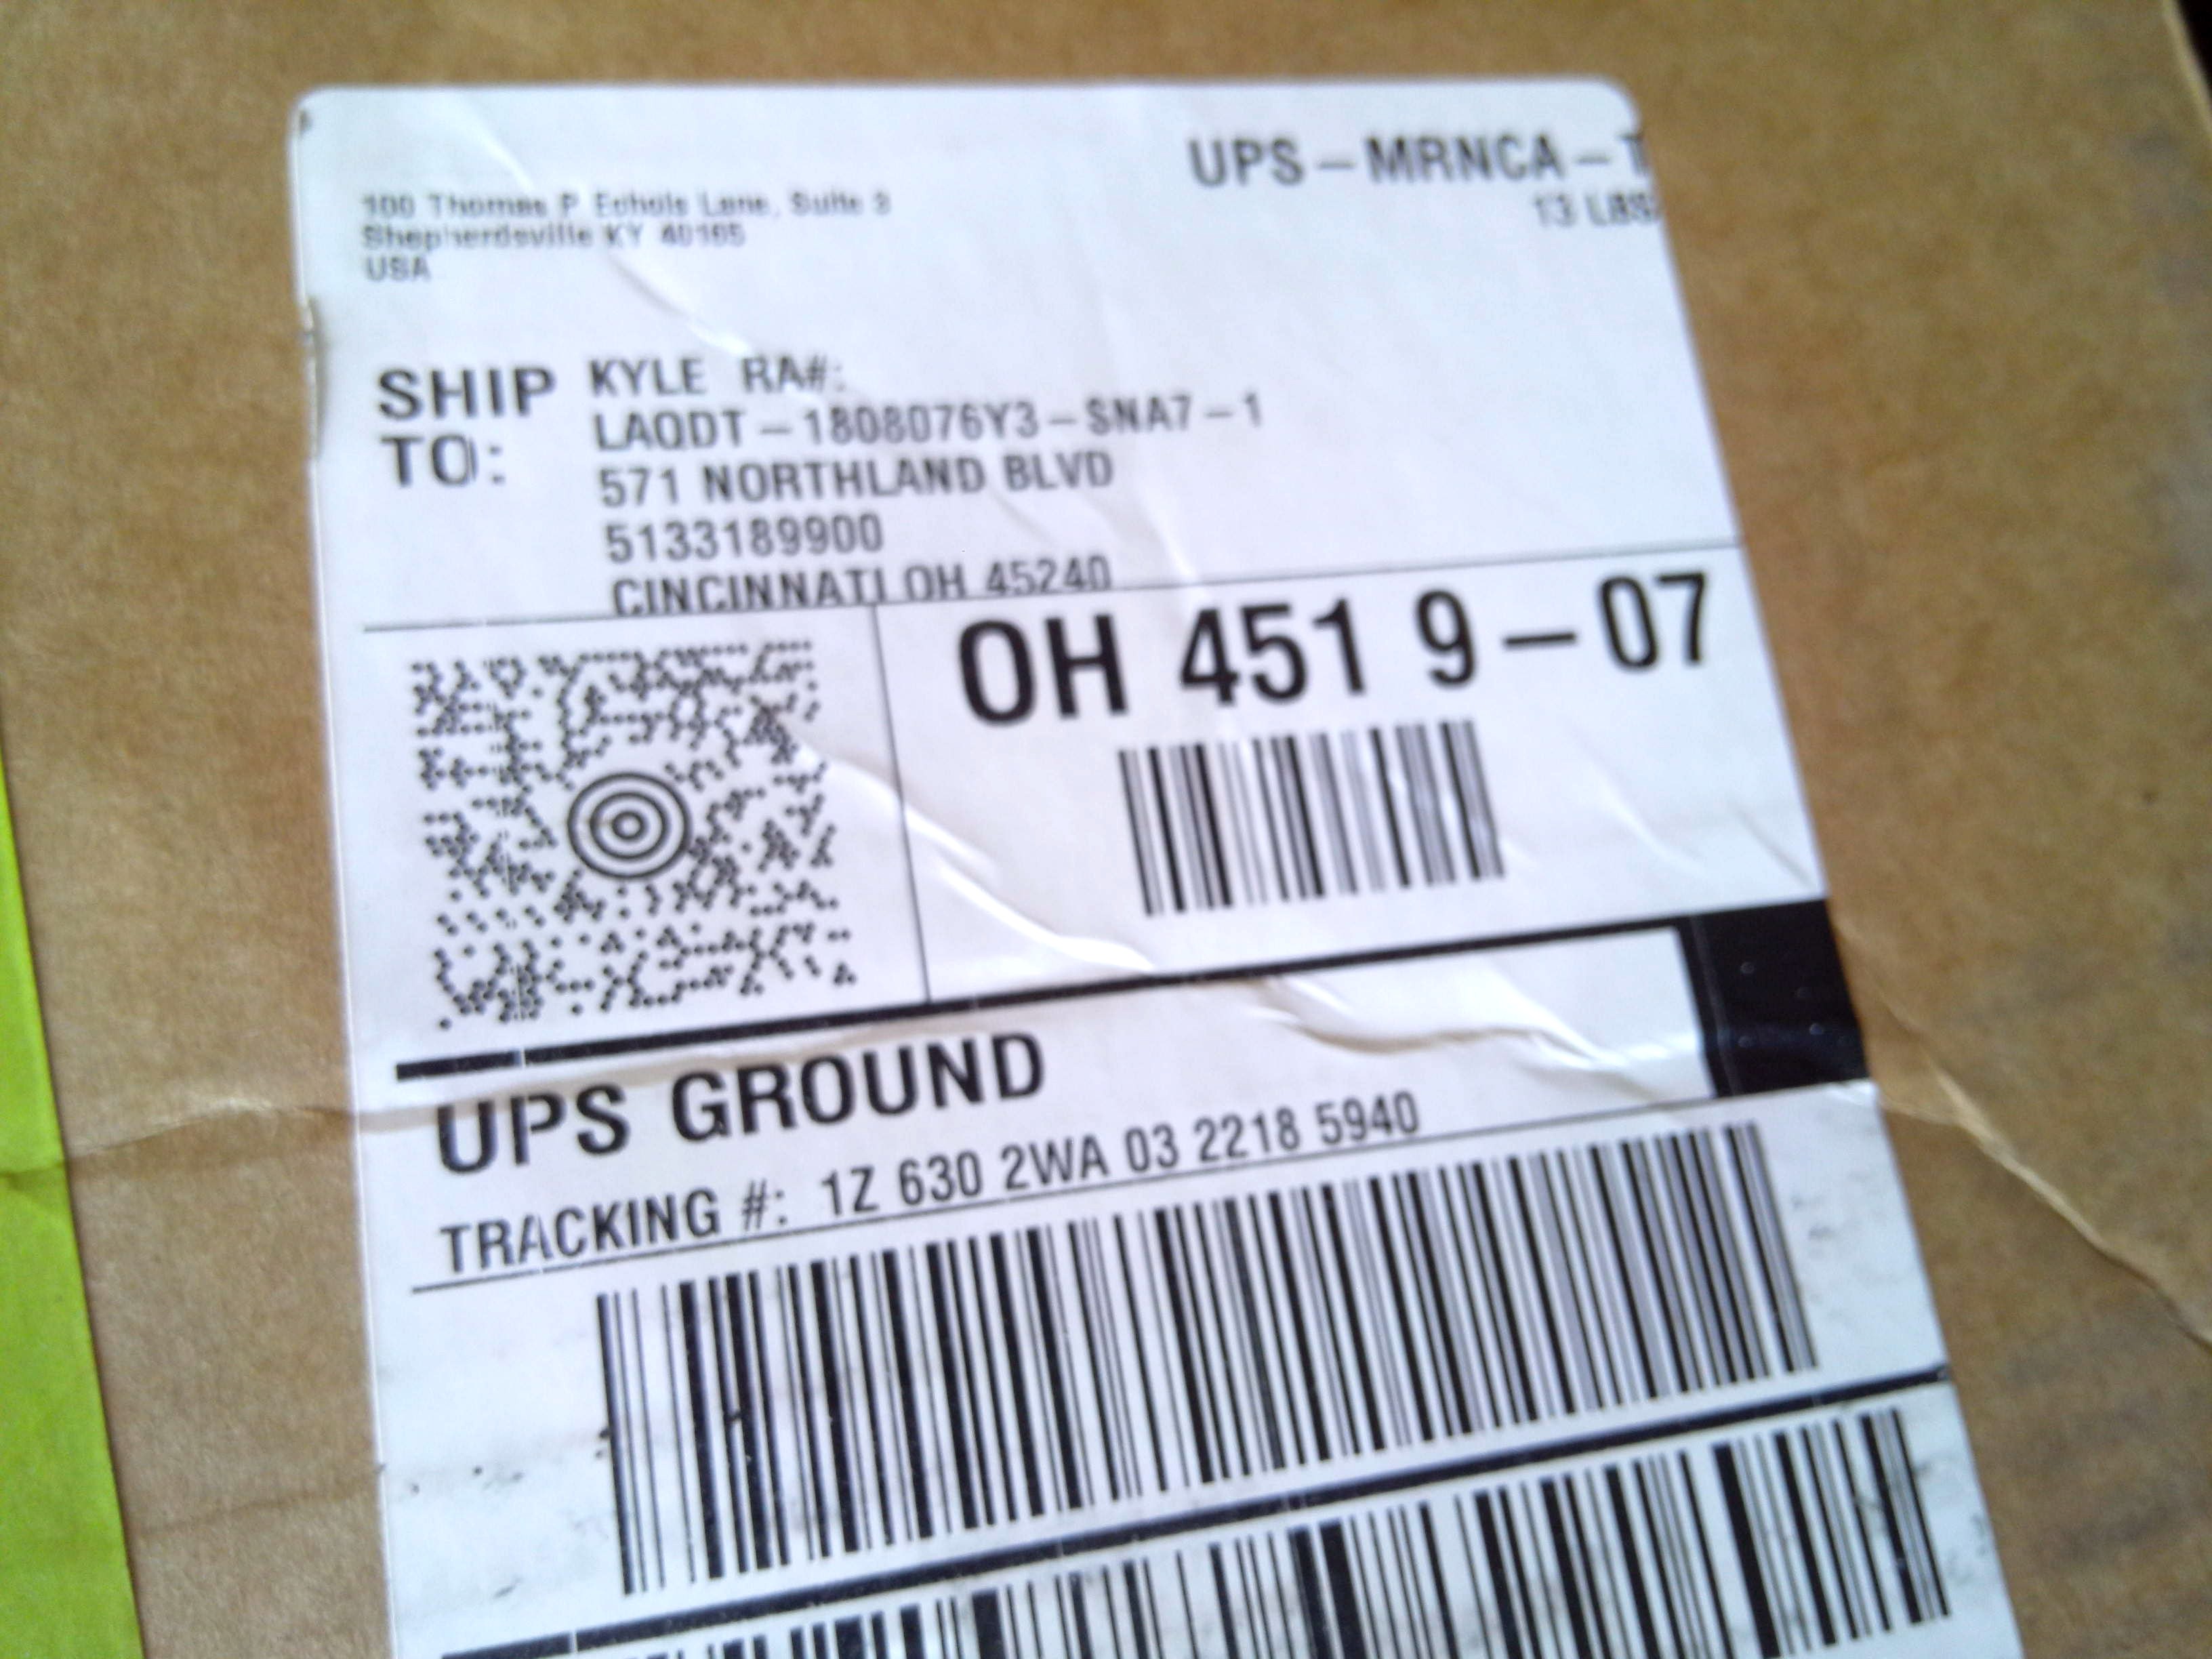 UPS – MRNCA – T
13 LBS
100 Thomas P Echols Lane, Suite 3
Shepherdsville KY 40165
USA
SHIP TO:
KYLE RA#:
LAQDT – 1808076Y3 – SNA7 – 1
571 NORTHLAND BLVD
5133189900
CINCINNATI OH 45240
OH 451 9 – 07
UPS GROUND
TRACKING #: 1Z 630 2WA 03 2218 5940